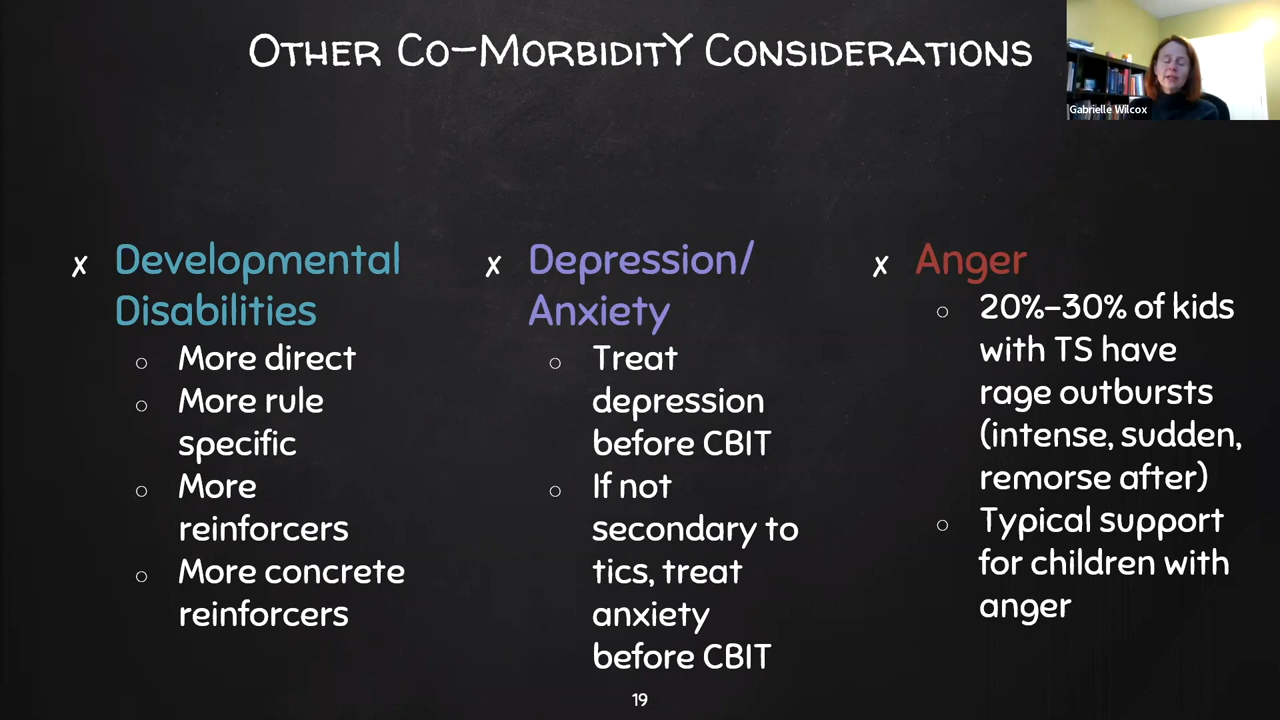 Other Co-Morbidity Considerations
Gabrielle Wilcox
x Developmental
Disabilities
○ More direct
○ More rule
specific
○ More
reinforcers
○ More concrete
reinforcers
x Depression/
Anxiety
○ Treat
depression
before CBIT
○ If not
secondary to
tics, treat
anxiety
before CBIT
x Anger
○ 20%-30% of kids
with TS have
rage outbursts
(intense, sudden,
remorse after)
○ Typical support
for children with
anger
19